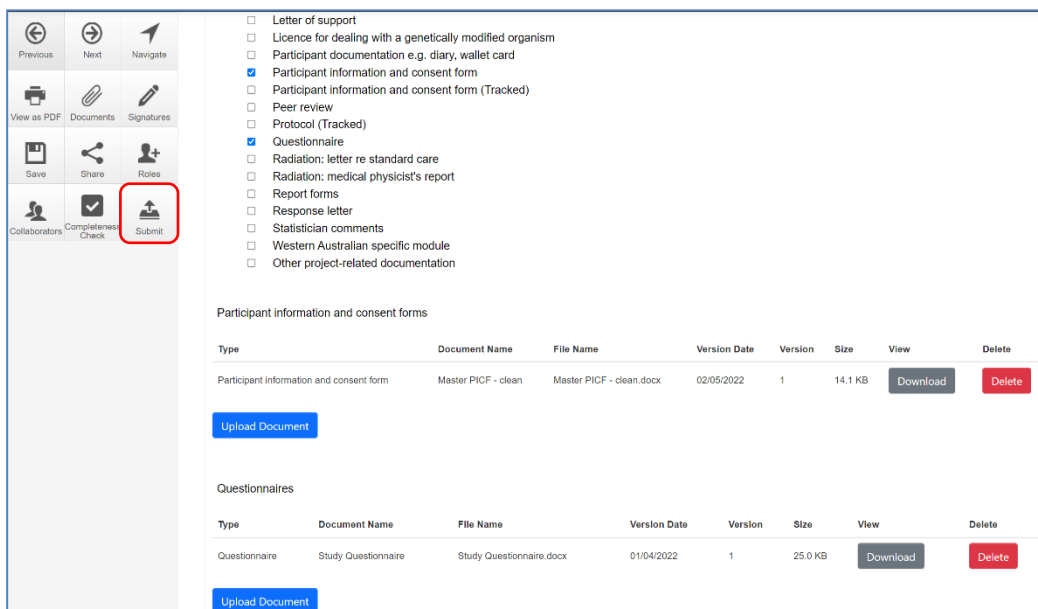 Previous Next Navigate
View as PDF Documents Signatures
Save Share Roles
Collaborators Completeness Check Submit
Letter of support
Licence for dealing with a genetically modified organism
Participant documentation e.g. diary, wallet card
Participant information and consent form
Participant information and consent form (Tracked)
Peer review
Protocol (Tracked)
Questionnaire
Radiation: letter re standard care
Radiation: medical physicist's report
Report forms
Response letter
Statistician comments
Western Australian specific module
Other project-related documentation
Participant information and consent forms
Type Document Name File Name Version Date Version Size View Delete
Participant information and consent form Master PICF - clean Master PICF - clean.docx 02/05/2022 1 14.1 KB Download Delete
Upload Document
Questionnaires
Type Document Name File Name Version Date Version Size View Delete
Questionnaire Study Questionnaire Study Questionnaire.docx 01/04/2022 1 25.0 KB Download Delete
Upload Document